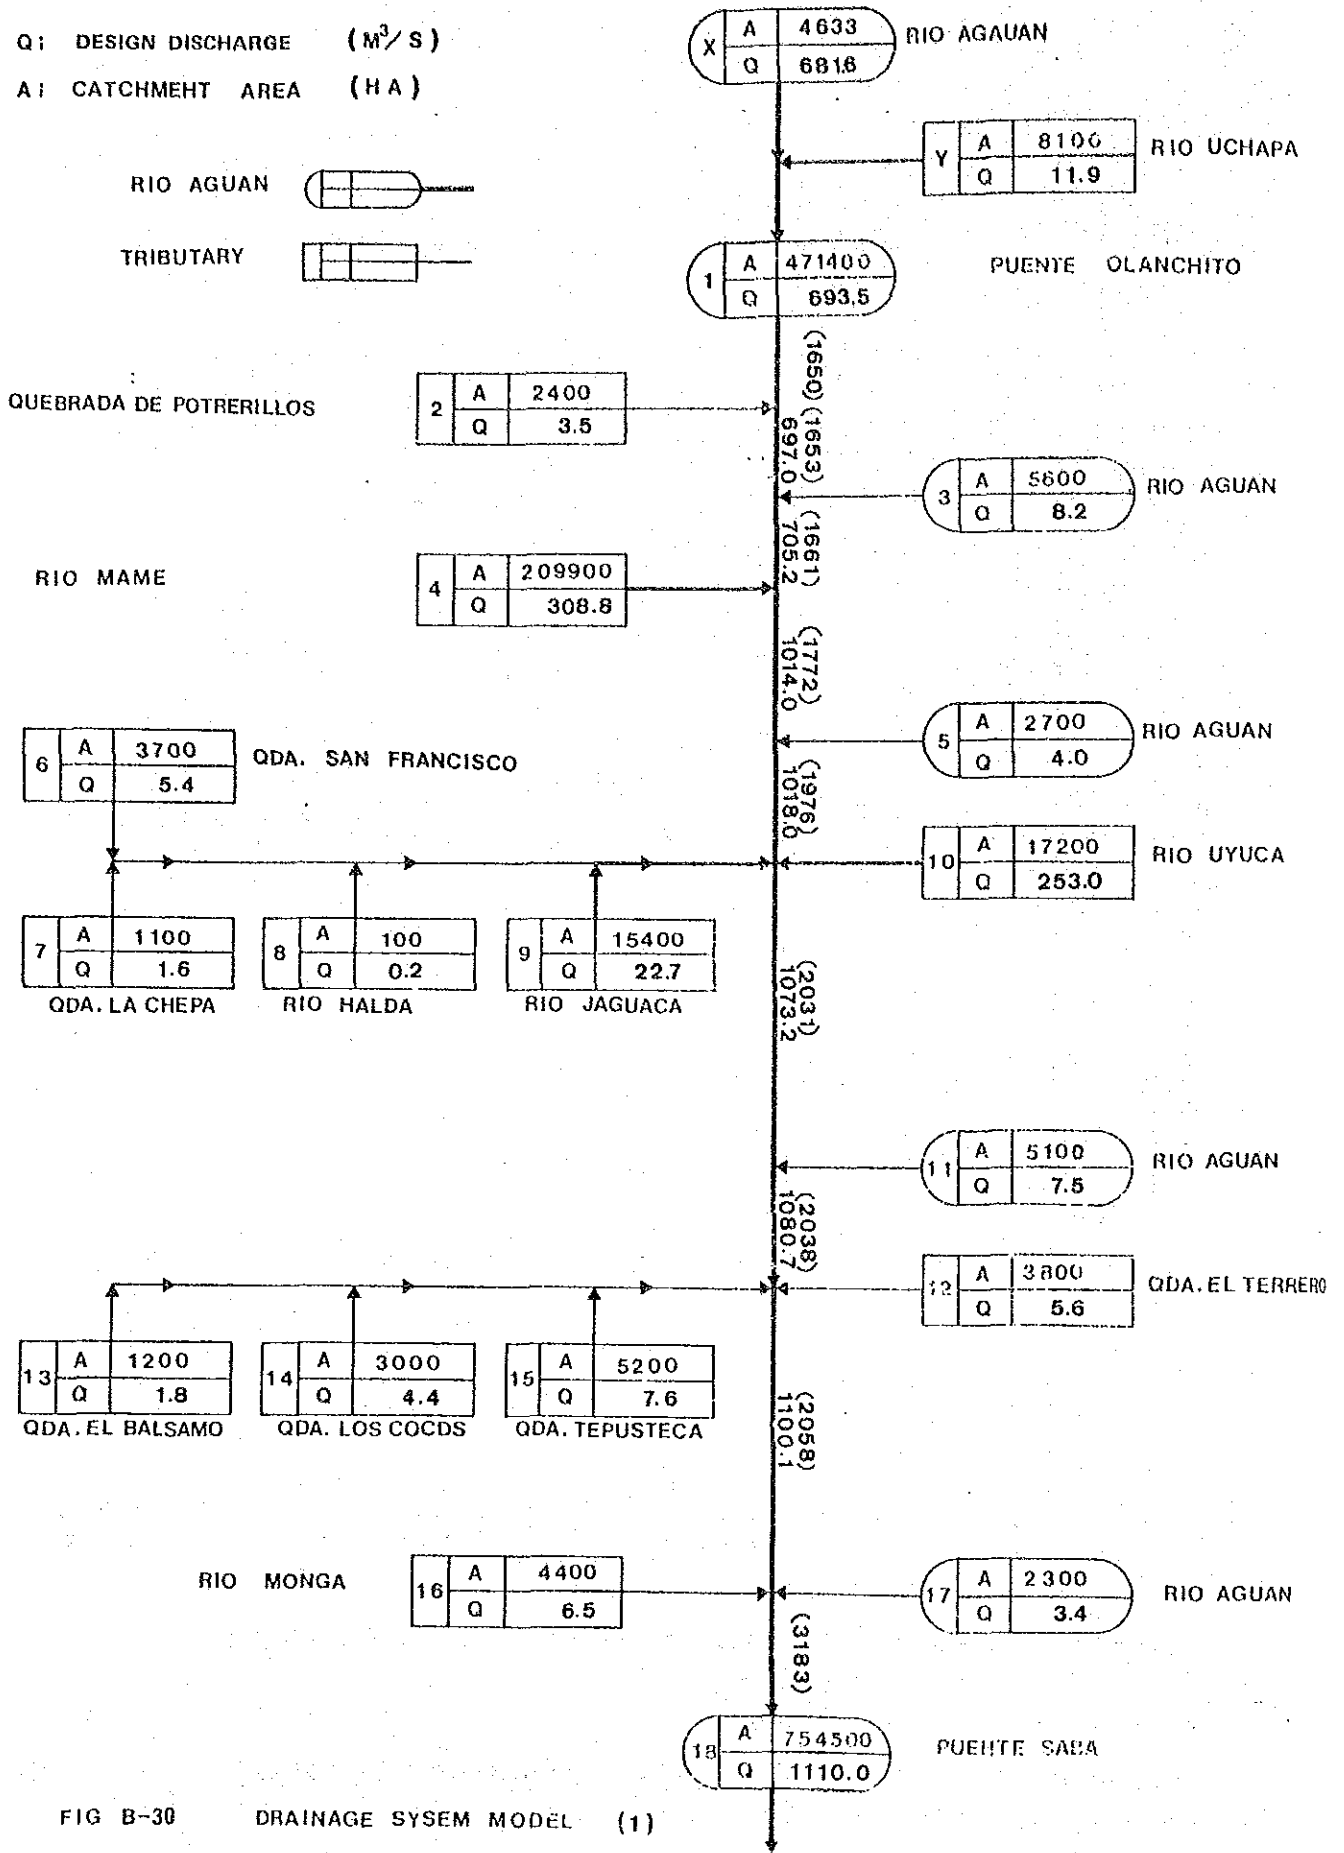 Q: DESIGN DISCHARGE (M³/S)
A: CATCHMEHT AREA (HA)
RIO AGUAN
TRIBUTARY
X A 4633 RIO AGAUAN
Q 681.6
Y A 8100 RIO UCHAPA
Q 11.9
1 A 471400 PUENTE OLANCHITO
Q 693.5
(1650)
QUEBRADA DE POTRERILLOS 2 A 2400
Q 3.5
(1653)
697.0
3 A 5600 RIO AGUAN
Q 8.2
(1661)
705.2
RIO MAME 4 A 209900
Q 308.8
(1772)
1014.0
5 A 2700 RIO AGUAN
Q 4.0
6 A 3700 QDA. SAN FRANCISCO
Q 5.4
(1976)
1018.0
10 A 17200 RIO UYUCA
Q 253.0
7 A 1100
Q 1.6
QDA. LA CHEPA
8 A 100
Q 0.2
RIO HALDA
9 A 15400
Q 22.7
RIO JAGUACA
(2031)
1073.2
11 A 5100 RIO AGUAN
Q 7.5
(2038)
1080.7
12 A 3800 QDA. EL TERRERO
Q 5.6
13 A 1200
Q 1.8
QDA. EL BALSAMO
14 A 3000
Q 4.4
QDA. LOS COCDS
15 A 5200
Q 7.6
QDA. TEPUSTECA
(2058)
1100.1
RIO MONGA 16 A 4400
Q 6.5
17 A 2300 RIO AGUAN
Q 3.4
(3183)
18 A 754500 PUEHTE SABA
Q 1110.0
FIG B-30 DRAINAGE SYSEM MODEL (1)